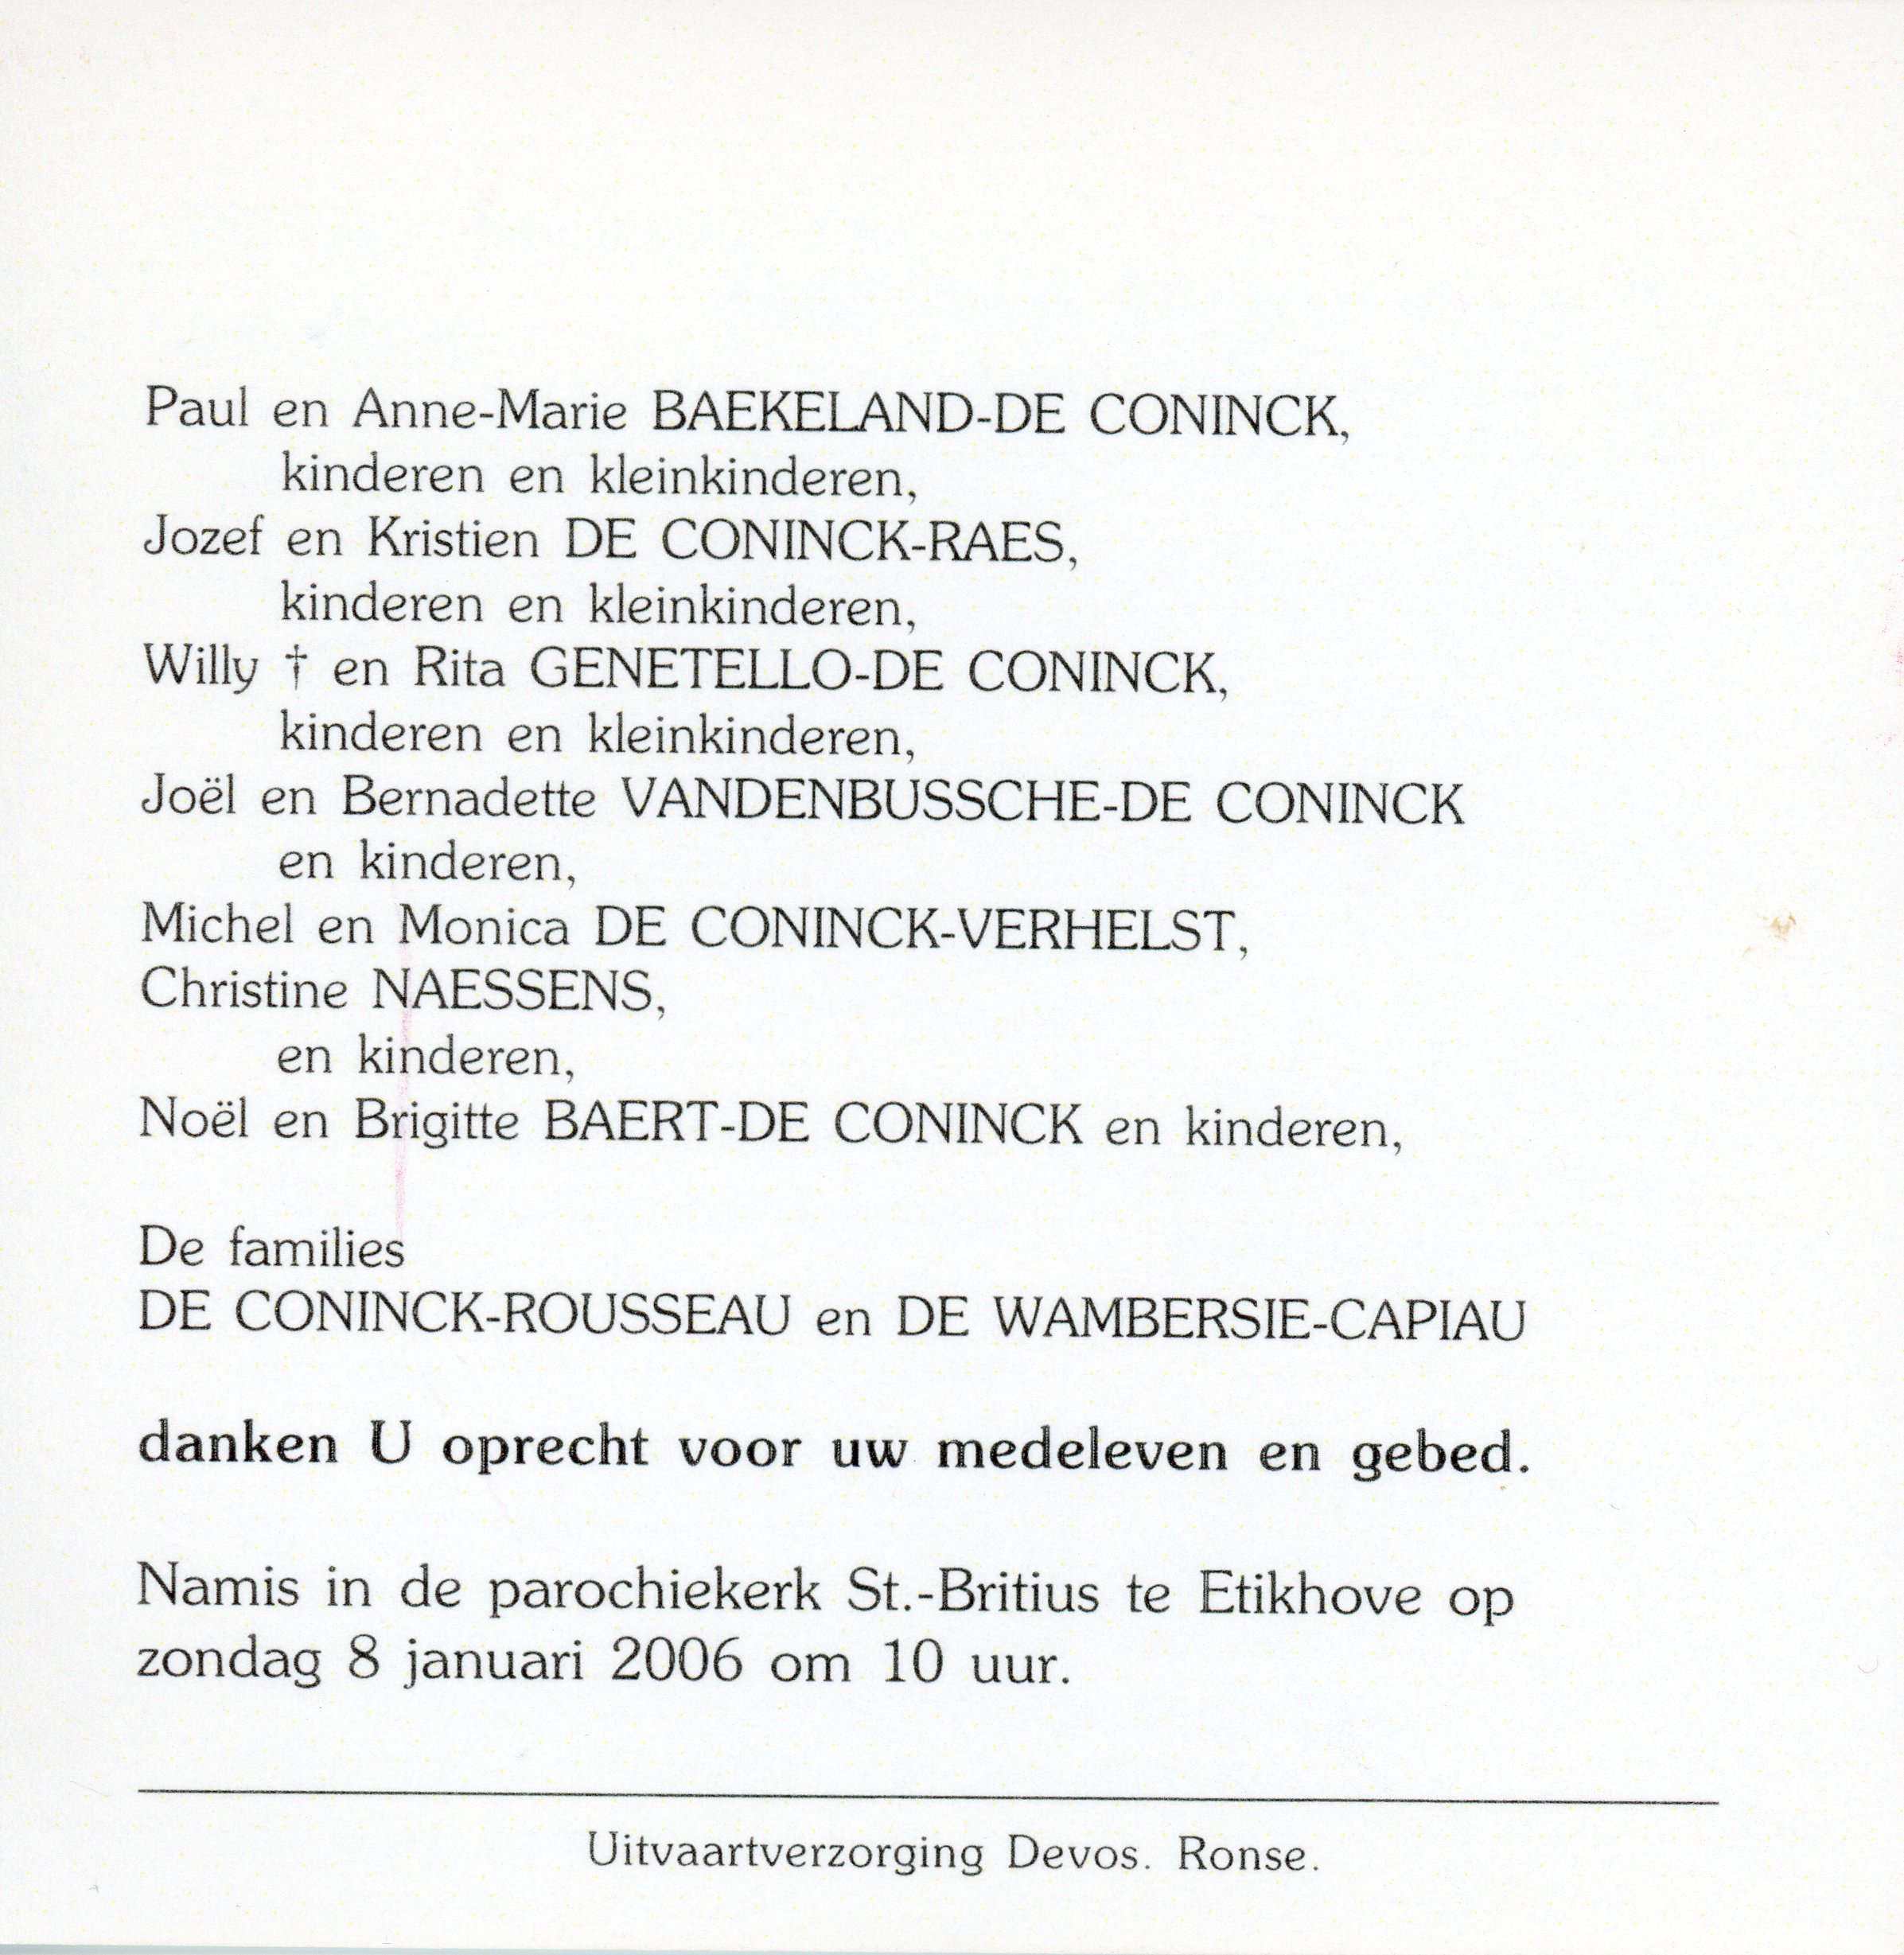 Paul en Anne-Marie BAEKELAND-DE CONINCK,
kinderen en kleinkinderen,
Jozef en Kristien DE CONINCK-RAES,
kinderen en kleinkinderen,
Willy † en Rita GENETELLO-DE CONINCK,
kinderen en kleinkinderen,
Joël en Bernadette VANDENBUSSCHE-DE CONINCK
en kinderen,
Michel en Monica DE CONINCK-VERHELST,
Christine NAESSENS,
en kinderen,
Noël en Brigitte BAERT-DE CONINCK en kinderen,
De families
DE CONINCK-ROUSSEAU en DE WAMBERSIE-CAPIAU
danken U oprecht voor uw medeleven en gebed.
Namis in de parochiekerk St.-Britius te Etikhove op
zondag 8 januari 2006 om 10 uur.
Uitvaartverzorging Devos. Ronse.